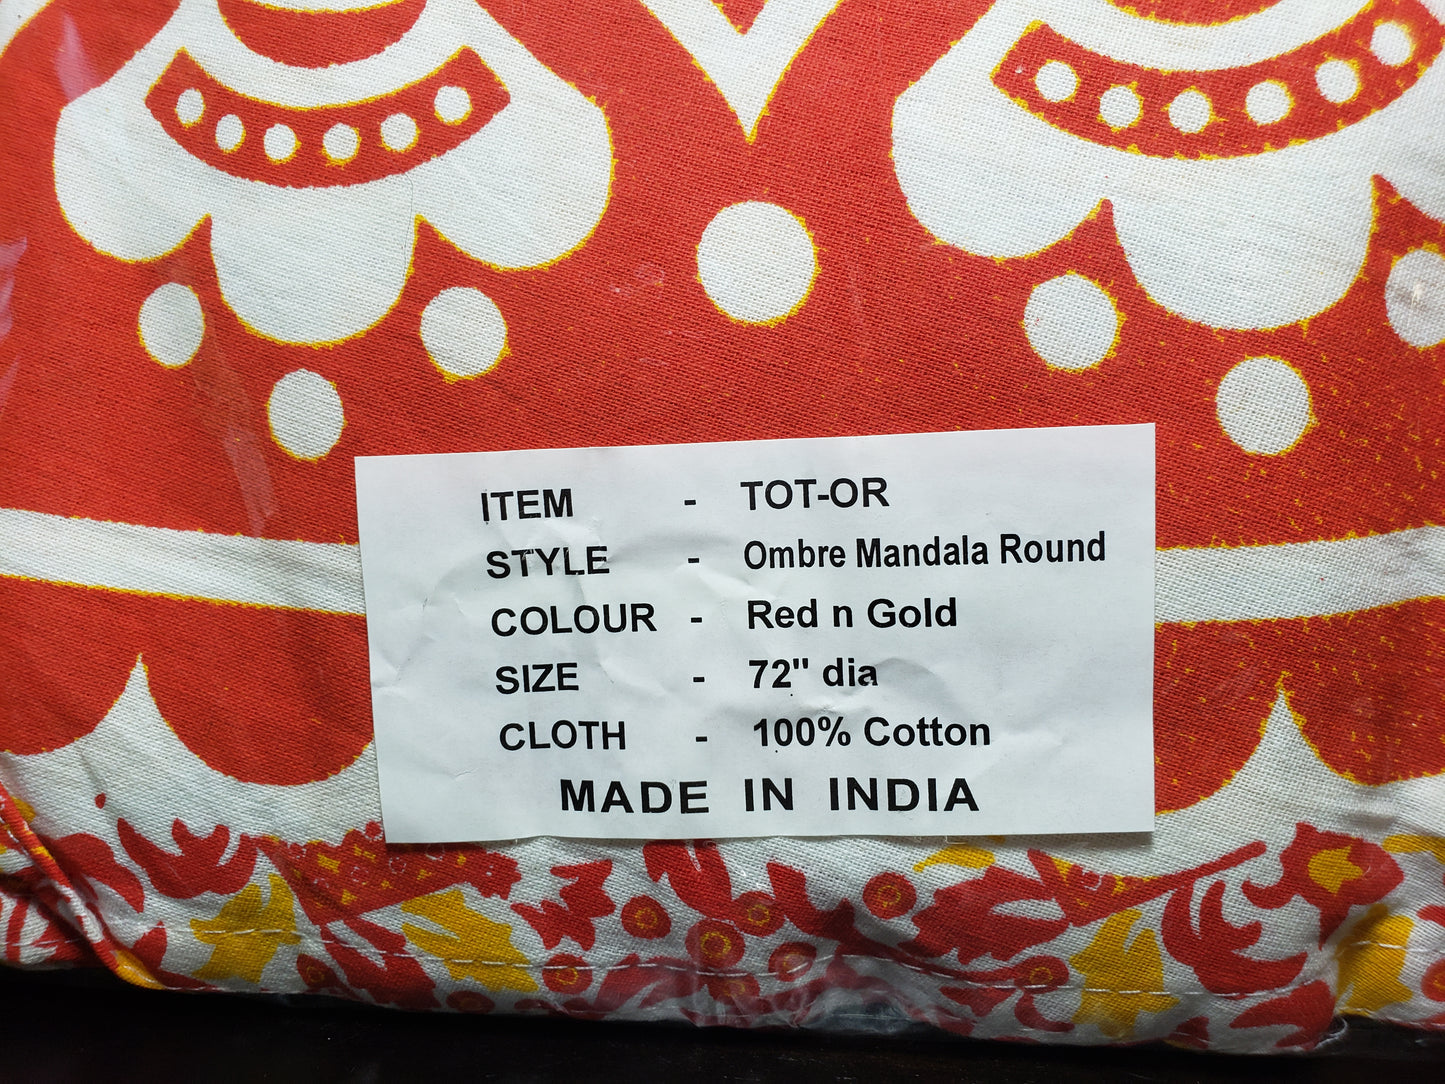 ITEM - TOT-OR
STYLE - Ombre Mandala Round
COLOUR - Red n Gold
SIZE - 72" dia
CLOTH - 100% Cotton
MADE IN INDIA